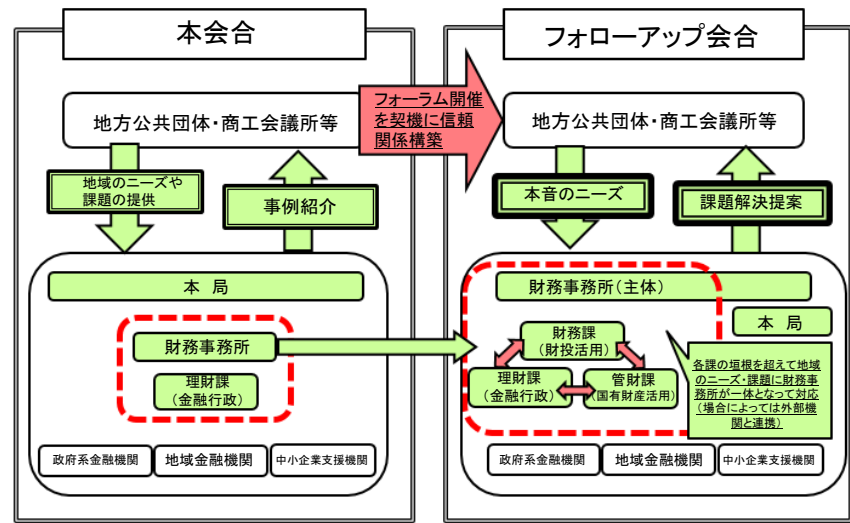 本会合
地方公共団体・商工会議所等
地域のニーズや
課題の提供
事例紹介
本 局
財務事務所
理財課
(金融行政)
政府系金融機関
地域金融機関
中小企業支援機関
フォーラム開催
を契機に信頼
関係構築
フォローアップ会合
地方公共団体・商工会議所等
本音のニーズ
課題解決提案
財務事務所(主体)
本 局
財務課
(財投活用)
理財課
(金融行政)
管財課
(国有財産活用)
各課の垣根を超えて地域
のニーズ・課題に財務事
務所が一体となって対応
(場合によっては外部機
関と連携)
政府系金融機関
地域金融機関
中小企業支援機関